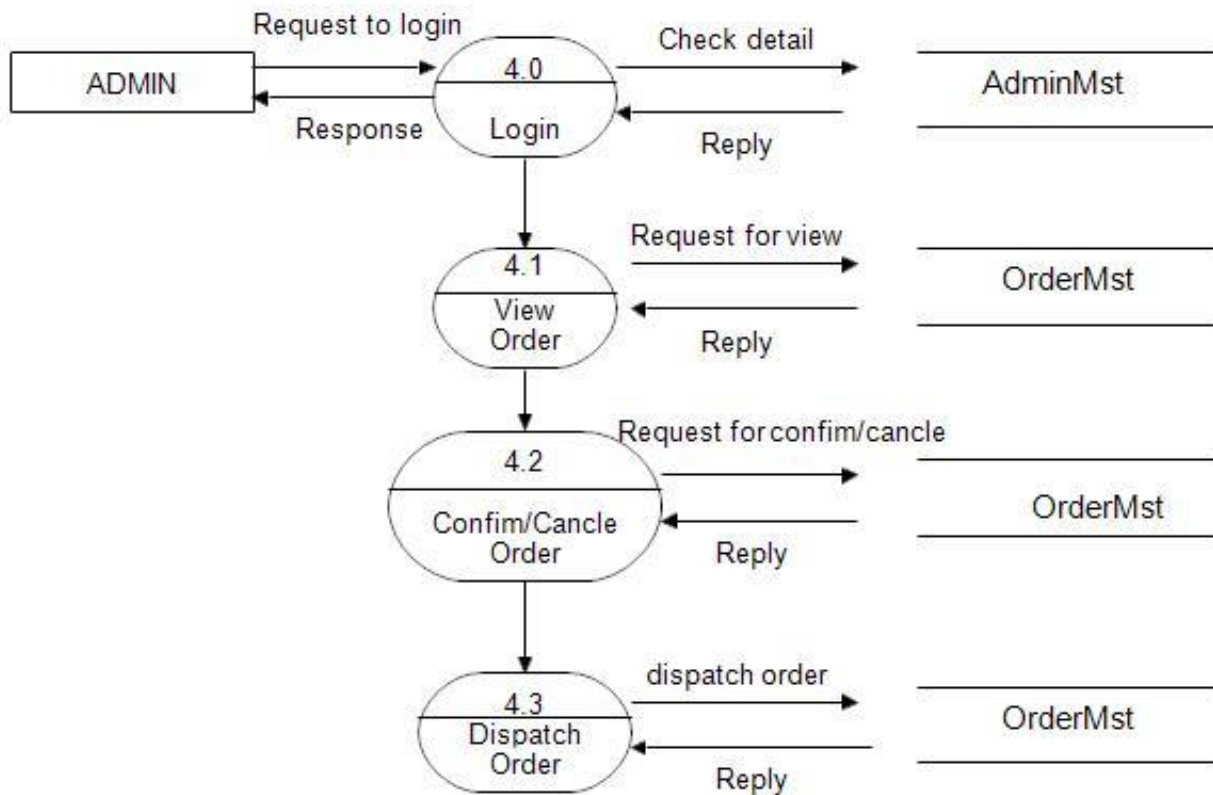 Request to login
Check detail
ADMIN
4.0
AdminMst
Response
Login
Reply
Request for view
4.1
OrderMst
View
Order
Reply
Request for confim/cancle
4.2
OrderMst
Confim/Cancle
Order
Reply
dispatch order
4.3
OrderMst
Dispatch
Order
Reply